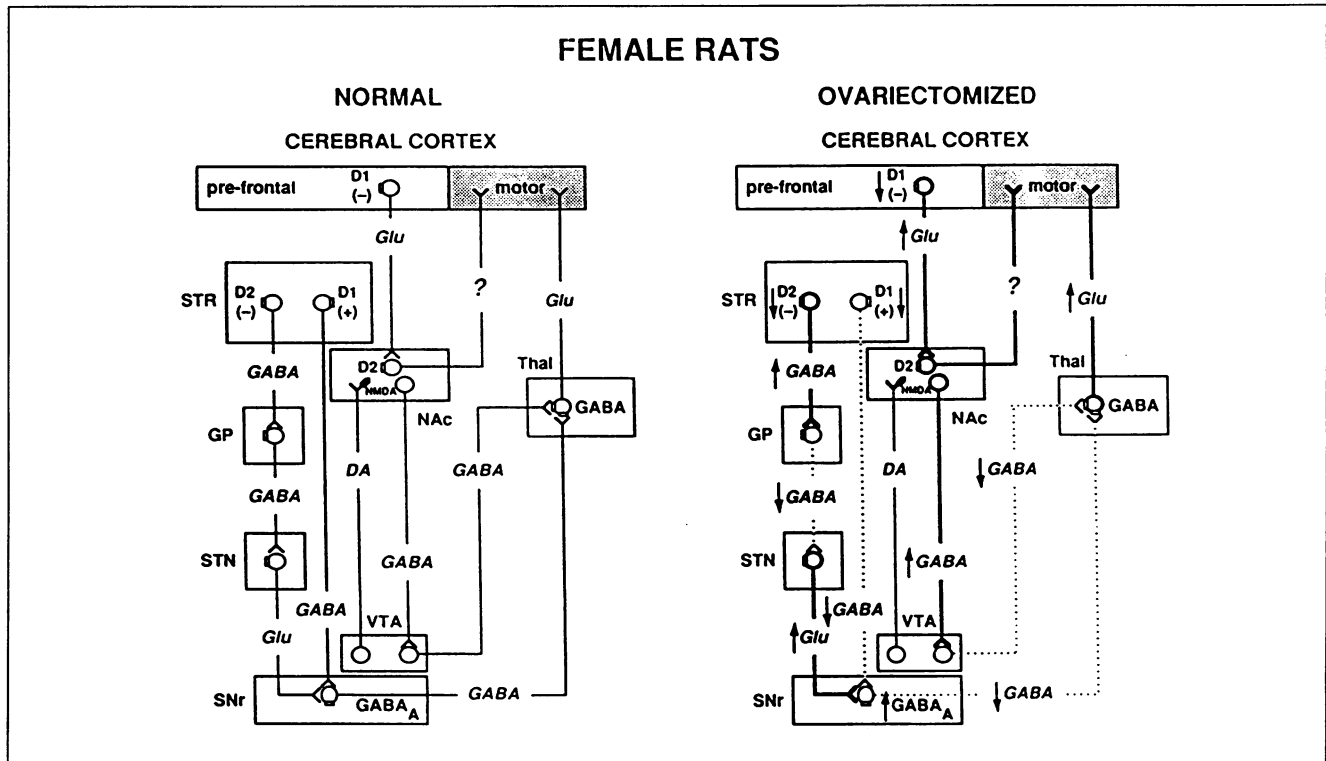 FEMALE RATS
NORMAL
CEREBRAL CORTEX
pre-frontal
D1
(–)
motor
Glu
?
Glu
STR
D2
(–)
D1
(+)
GABA
D2
NMDA
NAc
Thal
GABA
GP
GABA
DA
GABA
GABA
STN
GABA
Glu
VTA
SNr
GABA A
GABA
OVARIECTOMIZED
CEREBRAL CORTEX
pre-frontal
↓ D1
(–)
motor
↑ Glu
?
↑ Glu
STR
↓ D2
(–)
D1 ↓
(+)
↑ GABA
D2
NMDA
NAc
Thal
GABA
GP
↓ GABA
DA
↑ GABA
↓ GABA
STN
↓ GABA
↑ Glu
VTA
SNr
↑ GABA A
↓ GABA